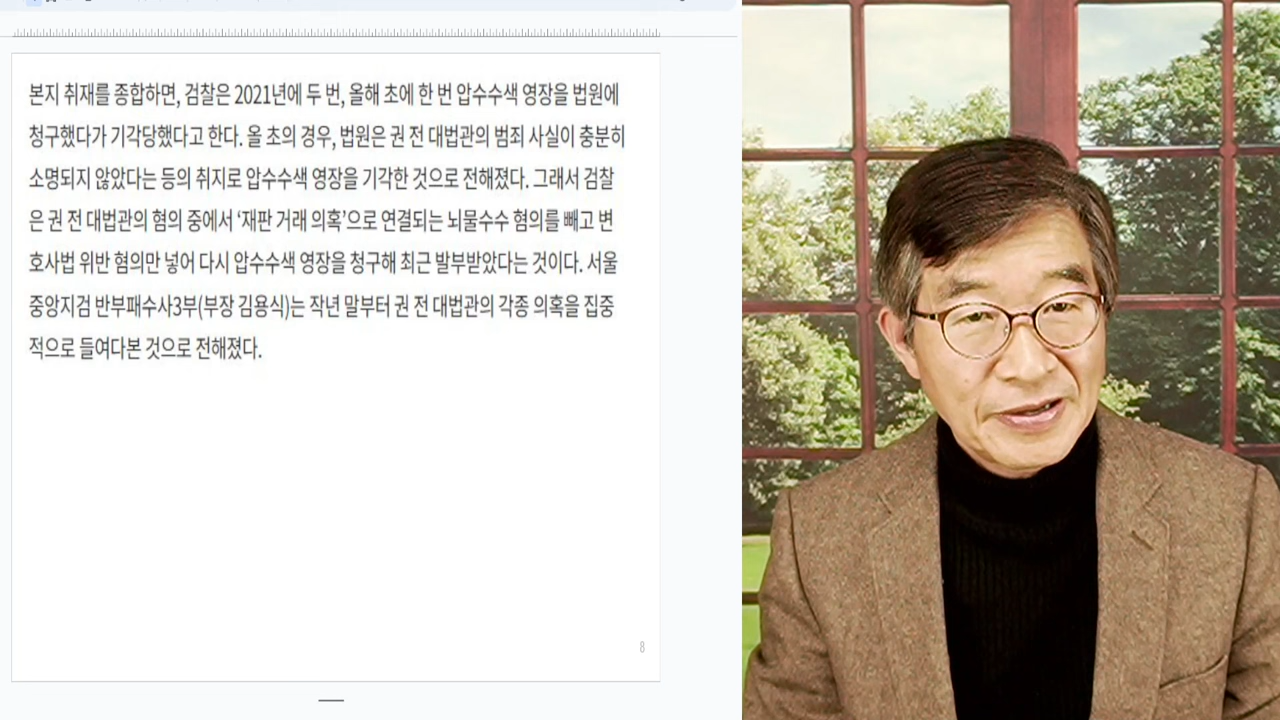 본지 취재를 종합하면, 검찰은 2021년에 두 번, 올해 초에 한 번 압수수색 영장을 법원에
청구했다가 기각당했다고 한다. 올 초의 경우, 법원은 권 전 대법관의 범죄 사실이 충분히
소명되지 않았다는 등의 취지로 압수수색 영장을 기각한 것으로 전해졌다. 그래서 검찰
은 권 전 대법관의 혐의 중에서 ‘재판 거래 의혹’으로 연결되는 뇌물수수 혐의를 빼고 변
호사법 위반 혐의만 넣어 다시 압수수색 영장을 청구해 최근 발부받았다는 것이다. 서울
중앙지검 반부패수사3부(부장 김용식)는 작년 말부터 권 전 대법관의 각종 의혹을 집중
적으로 들여다본 것으로 전해졌다.
8